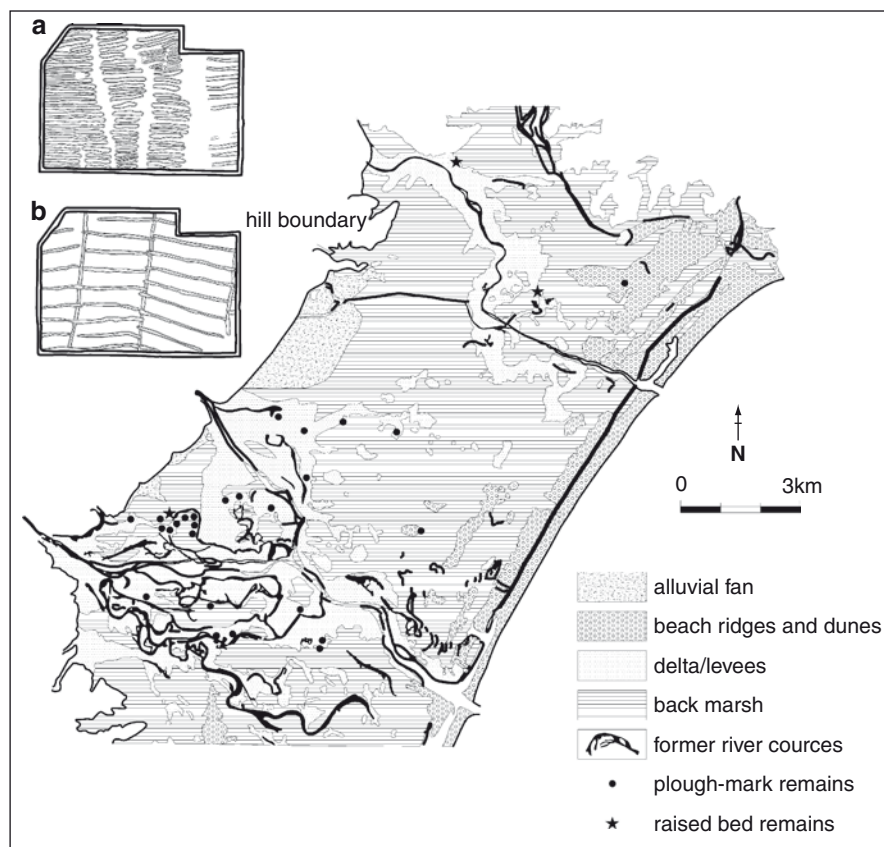 a
b
hill boundary
N
0 3km
alluvial fan
beach ridges and dunes
delta/levees
back marsh
former river cources
plough-mark remains
raised bed remains